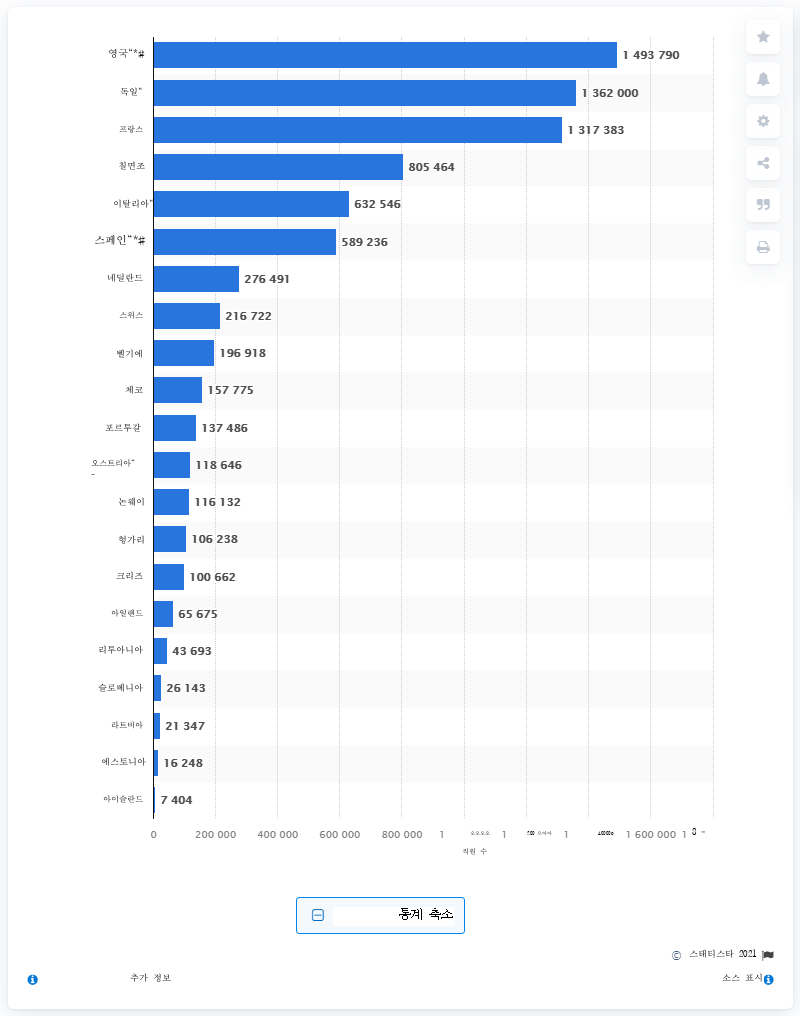 영국“*# 1 493 790
독일" 1 362 000
프랑스 1 317 383
칠면조 805 464
이탈리아" 632 546
스페인“*# 589 236
네덜란드 276 491
스위스 216 722
벨기에 196 918
체코 157 775
포르투갈 137 486
오스트리아“ 118 646
논웨이 116 132
헝가리 106 238
크리즈 100 662
아일랜드 65 675
리투아니아 43 693
슬로베니아 26 143
라트비아 21 347
에스토니아 16 248
아이슬란드 7 404
0 200 000 400 000 600 000 800 000 1 1 1 1 600 000 1 8
직원 수
통계 축소
© 스태티스타 2021
추가 정보 소스 표시